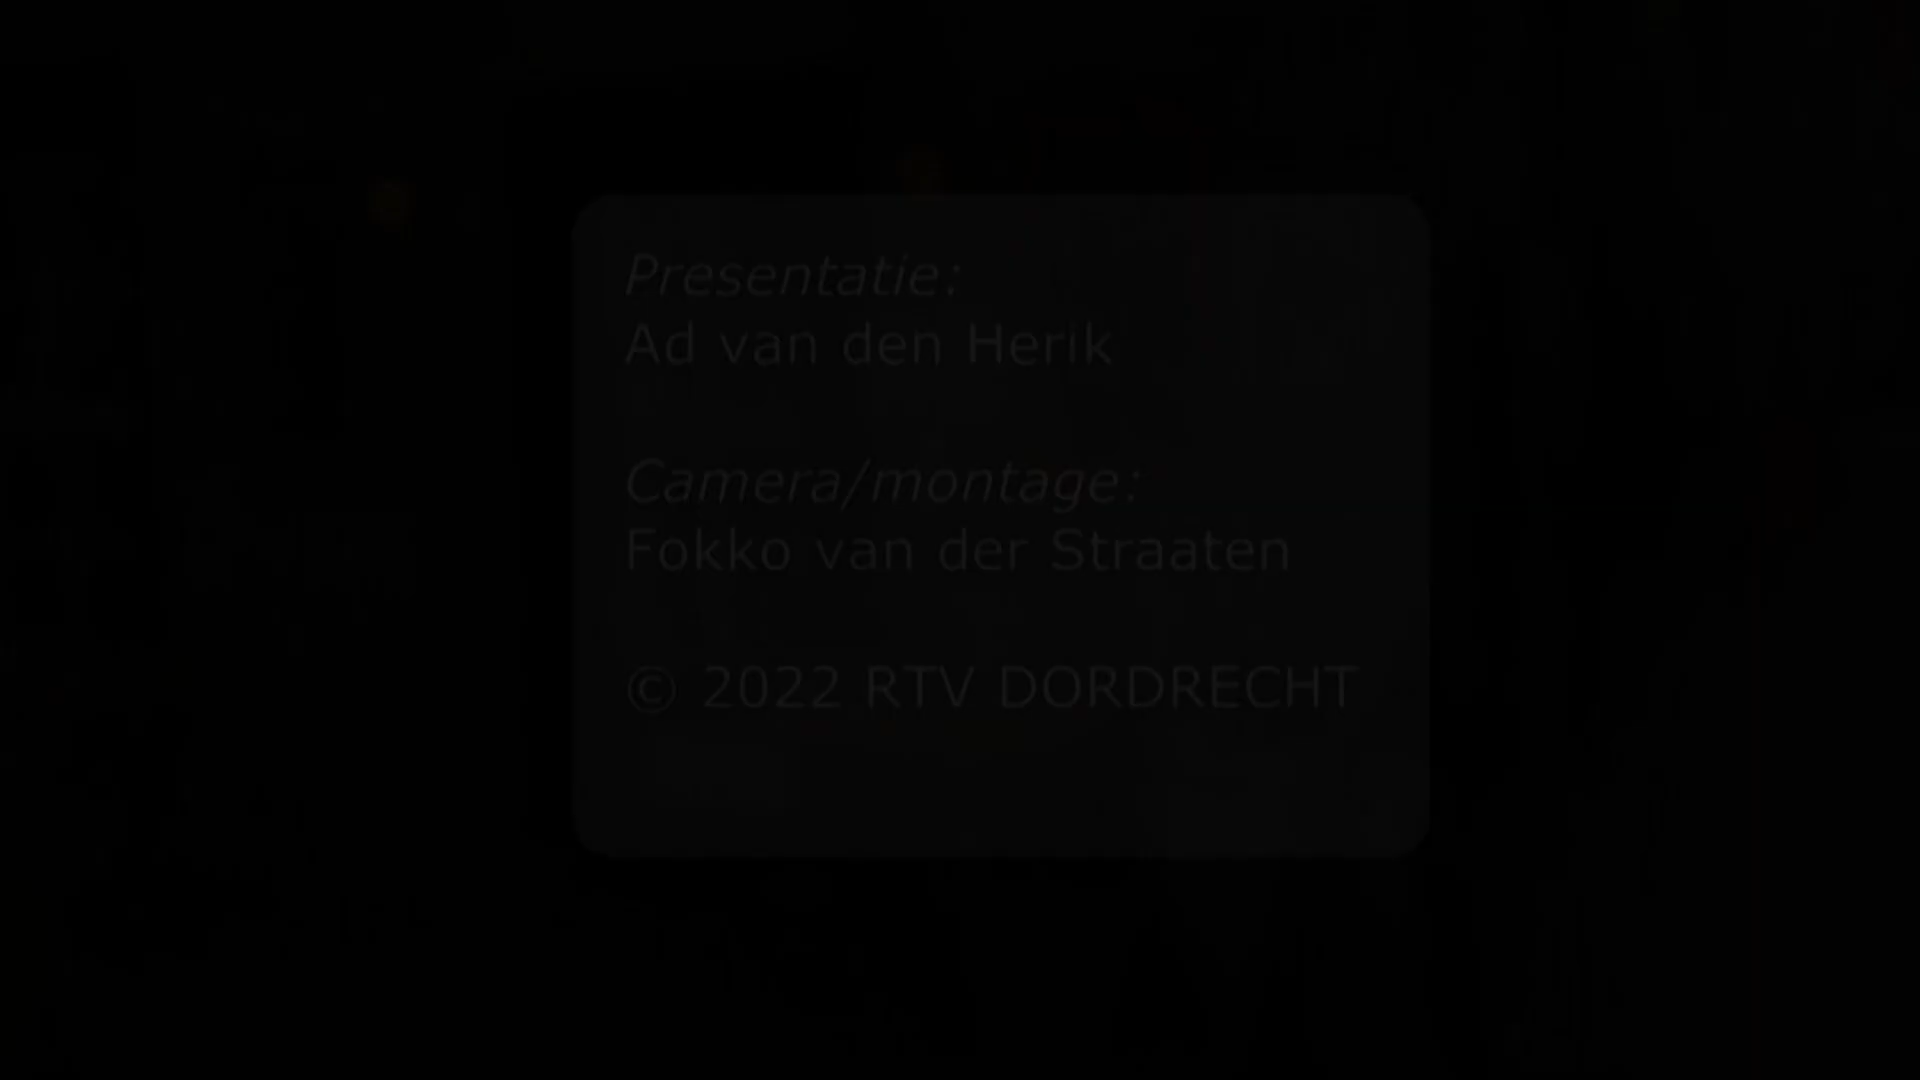 Presentatie:
Ad van den Herik
Camera/montage:
Fokko van der Straaten
© 2022 RTV DORDRECHT